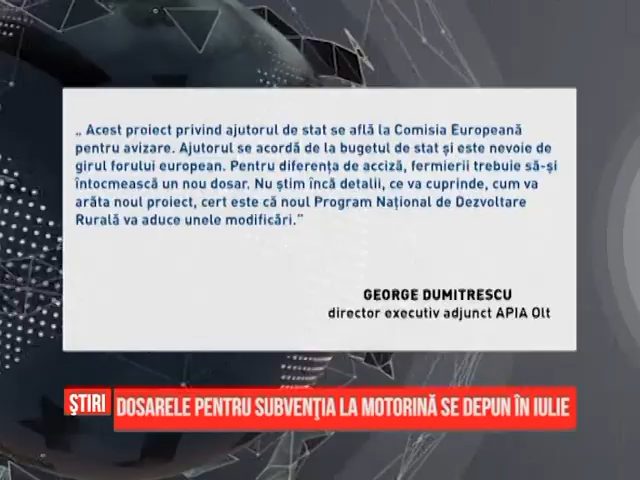 „ Acest proiect privind ajutorul de stat se află la Comisia Europeană
pentru avizare. Ajutorul se acordă de la bugetul de stat și este nevoie de
girul forului european. Pentru diferența de acciză, fermierii trebuie să-și
întocmească un nou dosar. Nu știm încă detalii, ce va cuprinde, cum va
arăta noul proiect, cert este că noul Program Național de Dezvoltare
Rurală va aduce unele modificări.”
GEORGE DUMITRESCU
director executiv adjunct APIA Olt
ŞTIRI
DOSARELE PENTRU SUBVENŢIA LA MOTORINĂ SE DEPUN ÎN IULIE